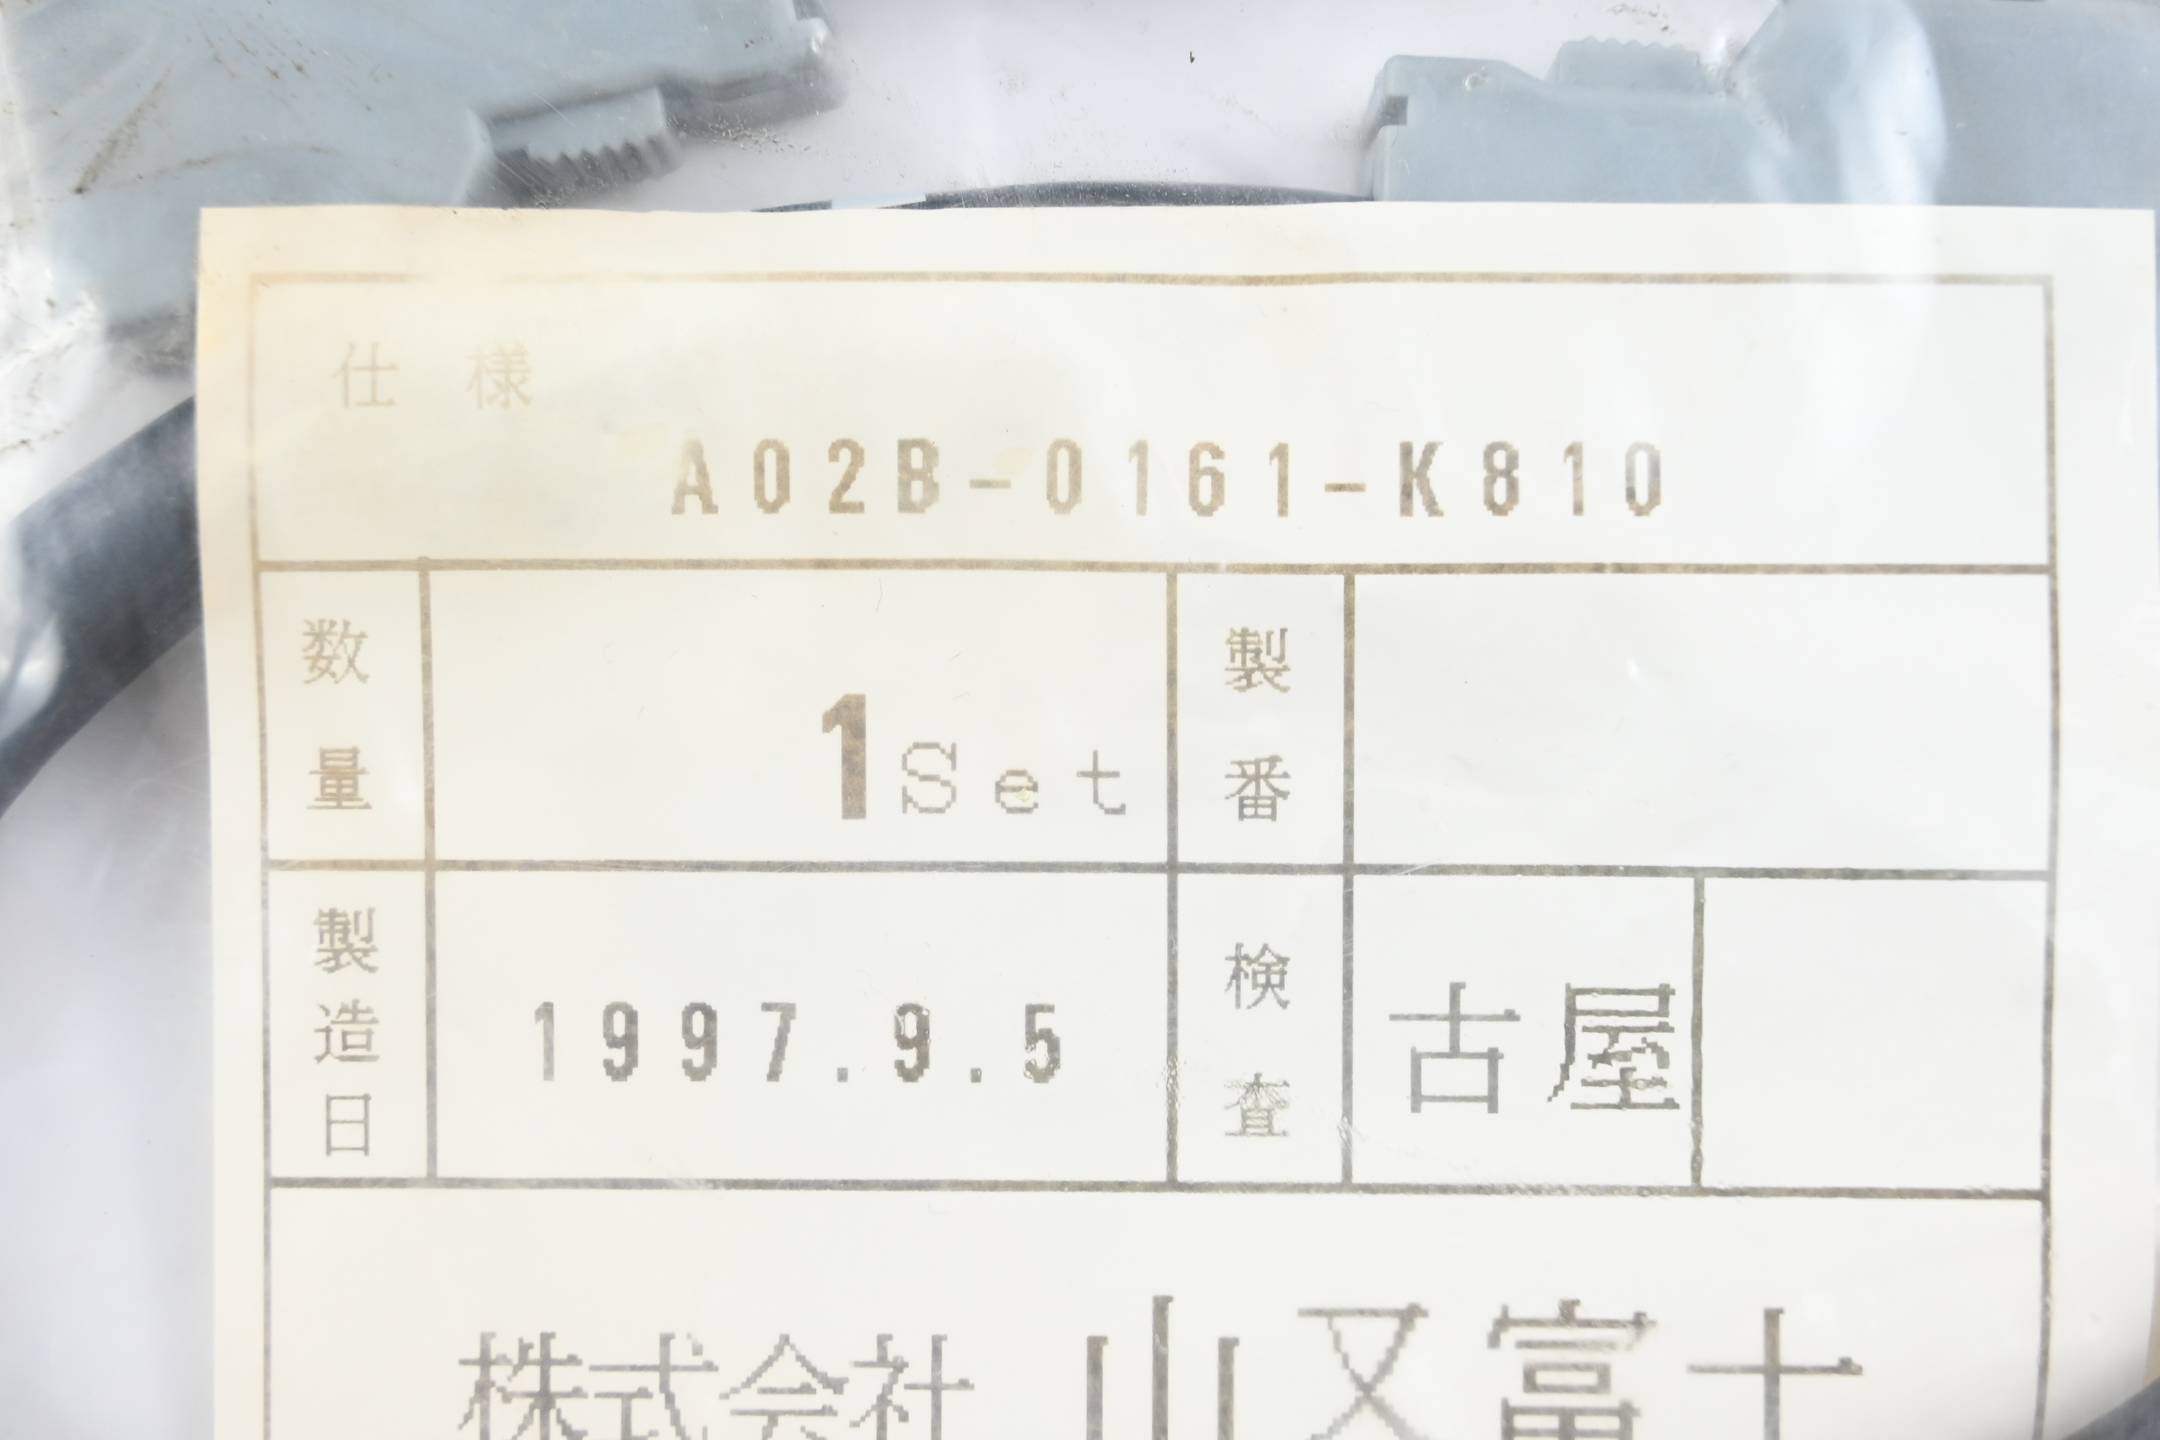 仕様
A02B-0161-K810
数量 1Set 製番
製造日 1997.9.5 検査 古屋
株式会社 山又富士